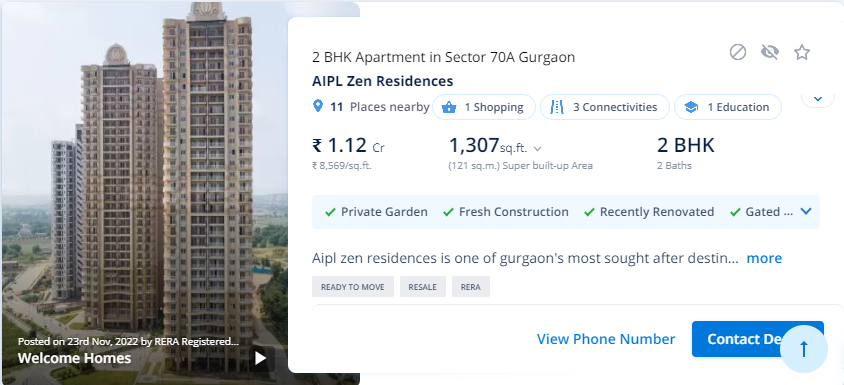 2 BHK Apartment in Sector 70A Gurgaon
AIPL Zen Residences
11 Places nearby 1 Shopping 3 Connectivities 1 Education
₹ 1.12 Cr 1,307sq.ft. 2 BHK
₹ 8,569/sq.ft. (121 sq.m.) Super built-up Area 2 Baths
Private Garden Fresh Construction Recently Renovated Gated ...
Aipl zen residences is one of gurgaon's most sought after destin... more
READY TO MOVE RESALE RERA
Posted on 23rd Nov, 2022 by RERA Registered...
Welcome Homes
View Phone Number Contact De